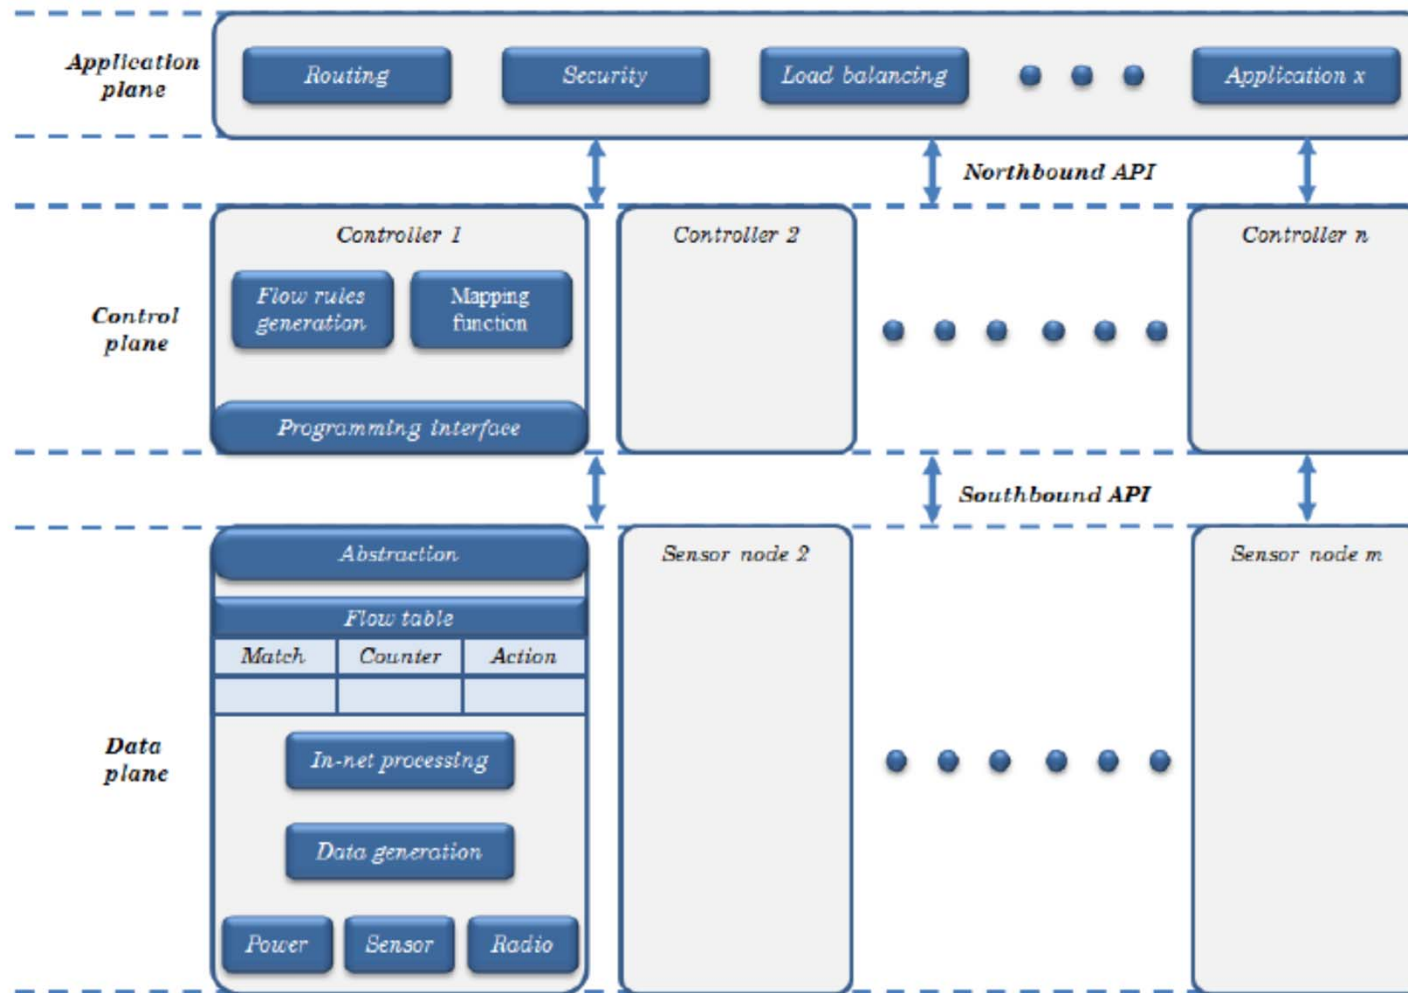 Application
plane
Routing
Security
Load balancing
Application x
Northbound API
Control
plane
Controller 1
Flow rules
generation
Mapping
function
Programming interface
Controller 2
Controller n
Southbound API
Data
plane
Abstraction
Flow table
Match Counter Action
In-net processing
Data generation
Power Sensor Radio
Sensor node 2
Sensor node m